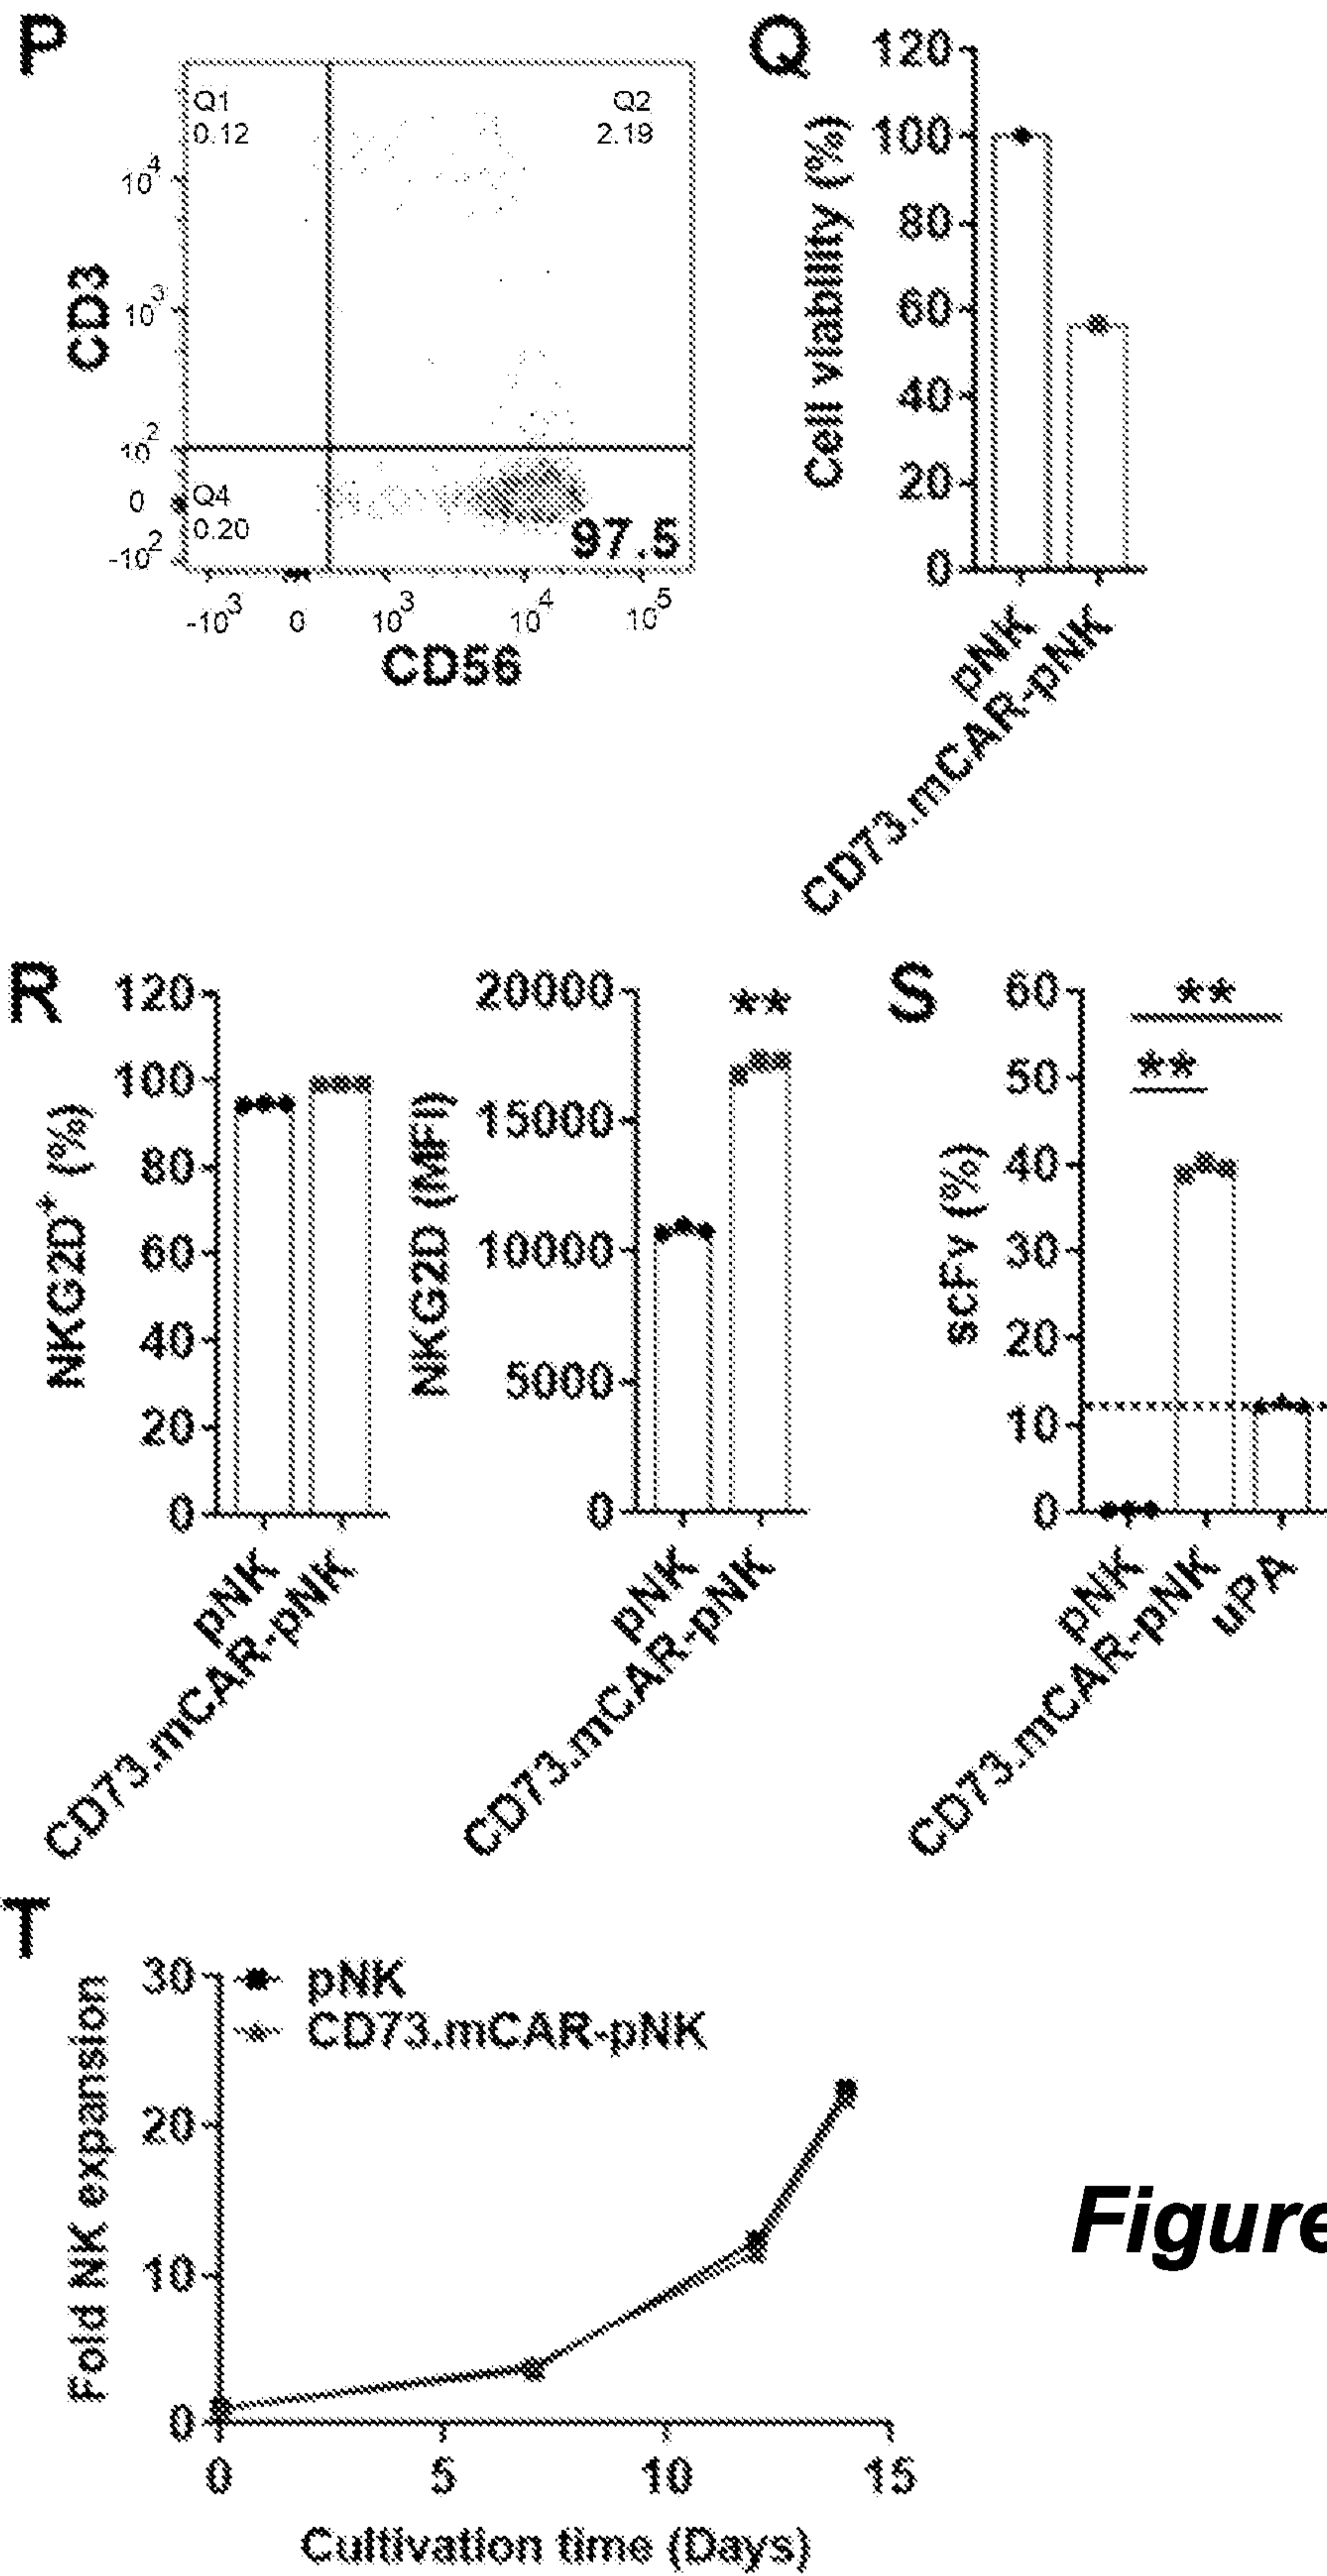 P
Q1
0.12
Q2
2.19
10^4
10^3
10^2
0
-10^2
CD3
Q4
0.20
97.5
-10^3
0
10^3
10^4
10^5
CD56
Q
120
100
80
60
40
20
0
Cell viability (%)
pNK
CD73.mCAR-pNK
R
120
100
80
60
40
20
0
NKG2D+ (%)
pNK
CD73.mCAR-pNK
20000
15000
10000
5000
0
NKG2D (MFI)
**
pNK
CD73.mCAR-pNK
S
60
50
40
30
20
10
0
scFv (%)
**
**
pNK
CD73.mCAR-pNK
uPA
T
30
20
10
0
Fold NK expansion
pNK
CD73.mCAR-pNK
0
5
10
15
Cultivation time (Days)
Figure